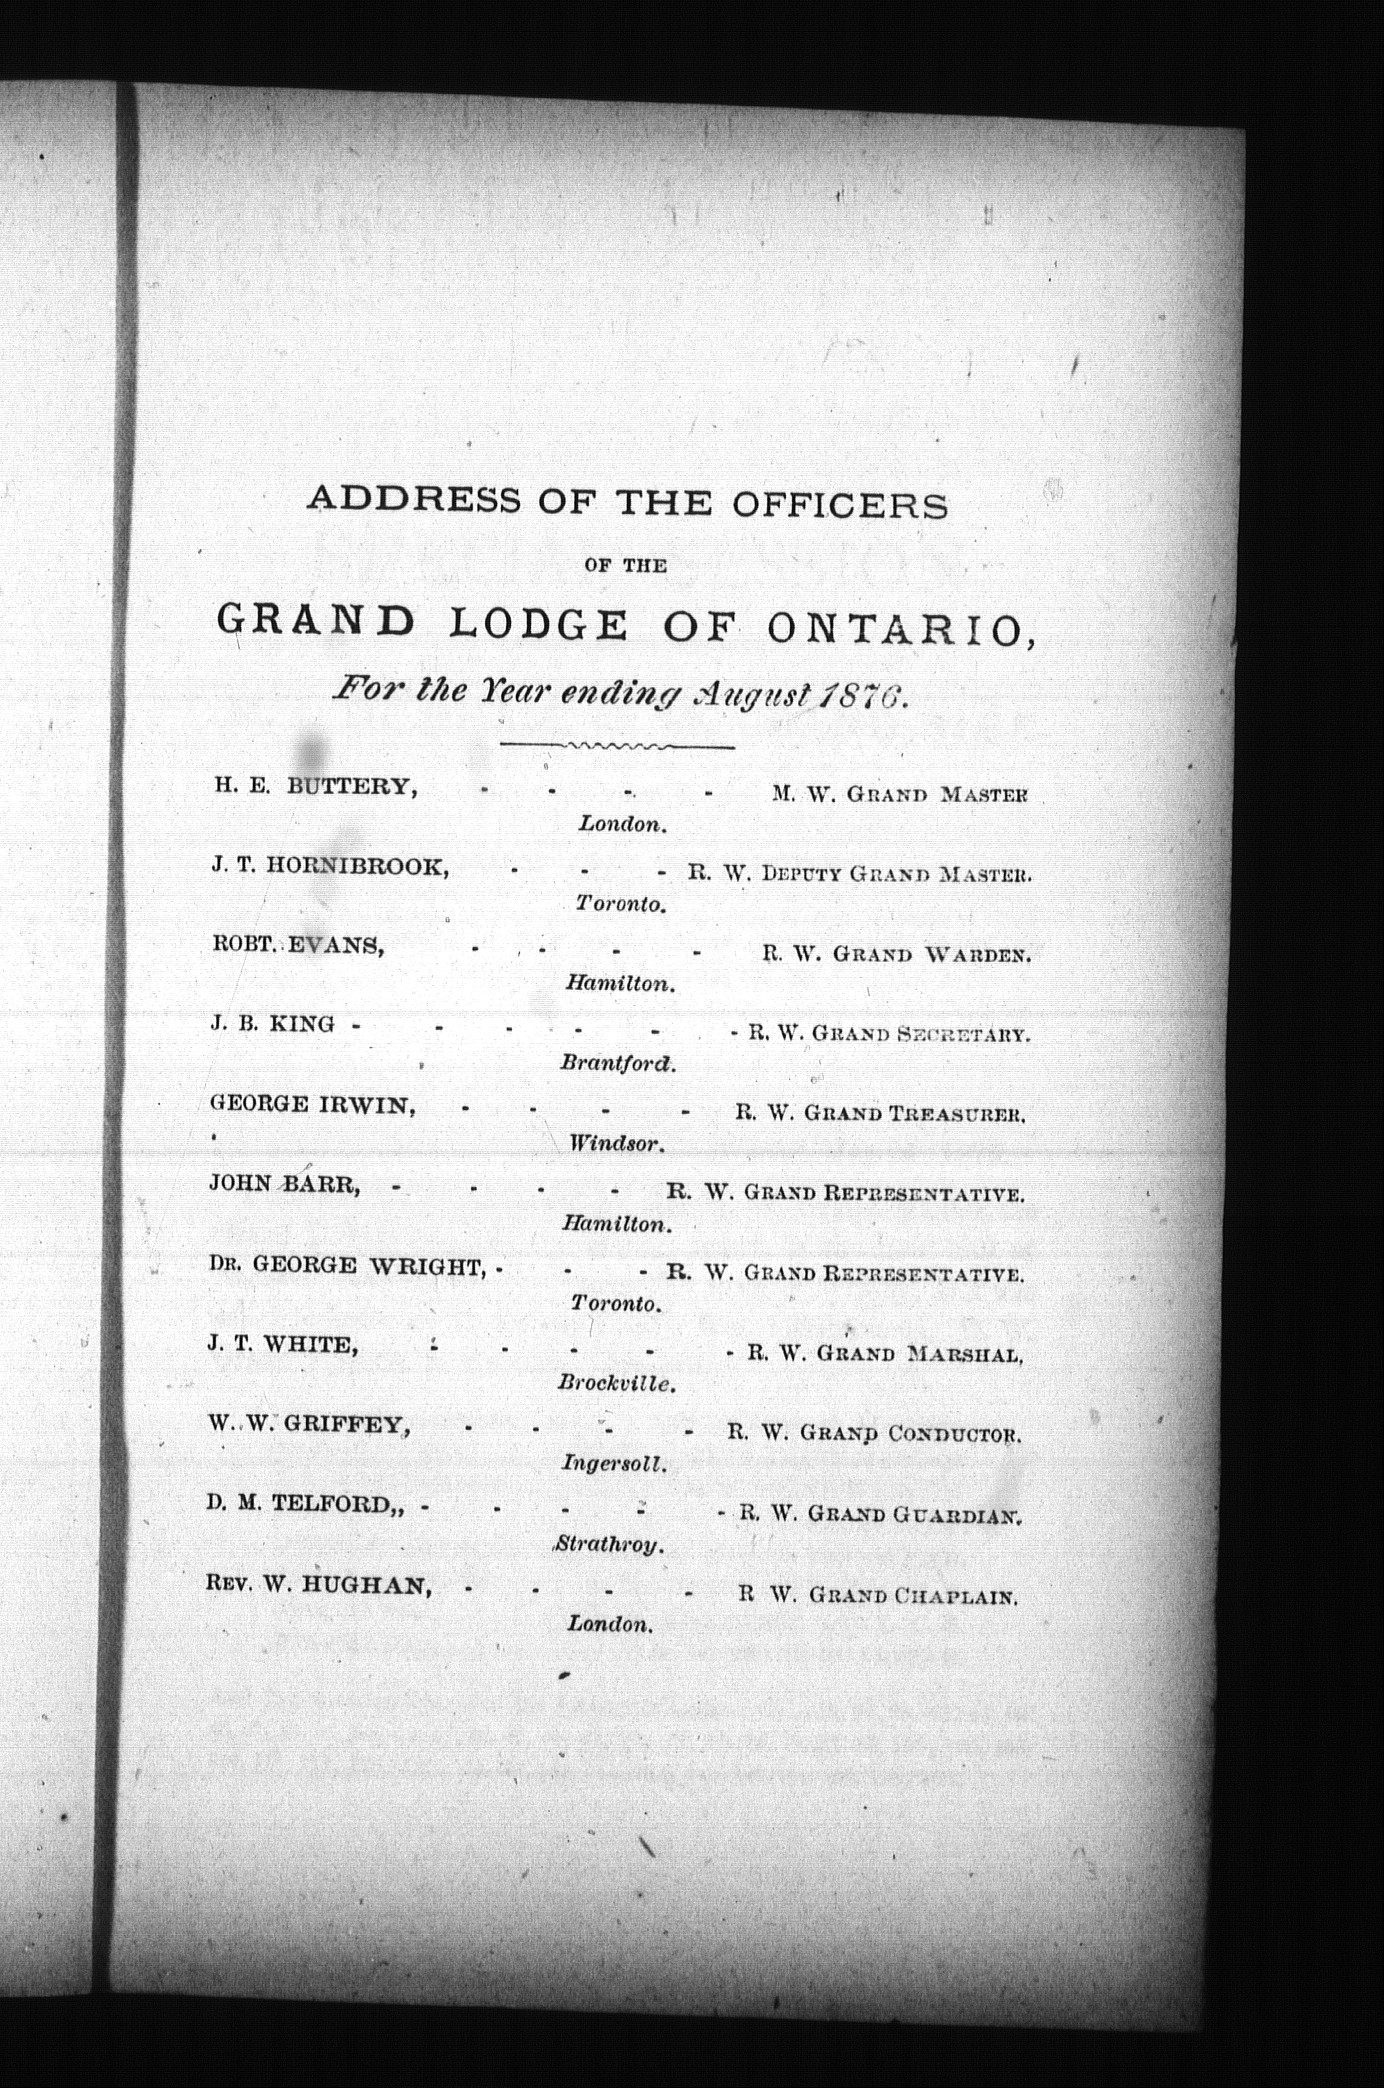 ADDRESS OF THE OFFICERS
OF THE
GRAND LODGE OF ONTARIO,
For the Year ending August 1876.
H. E. BUTTERY, - - - - M. W. GRAND MASTER
London.
J. T. HORNIBROOK, - - - R. W. DEPUTY GRAND MASTER.
Toronto.
ROBT. EVANS, - - - - R. W. GRAND WARDEN.
Hamilton.
J. B. KING - - - - - - R. W. GRAND SECRETARY.
Brantford.
GEORGE IRWIN, - - - - R. W. GRAND TREASURER.
Windsor.
JOHN BARR, - - - - R. W. GRAND REPRESENTATIVE.
Hamilton.
DR. GEORGE WRIGHT, - - - R. W. GRAND REPRESENTATIVE.
Toronto.
J. T. WHITE, - - - - - R. W. GRAND MARSHAL.
Brockville.
W. W. GRIFFEY, - - - - R. W. GRAND CONDUCTOR.
Ingersoll.
D. M. TELFORD,, - - - - - R. W. GRAND GUARDIAN.
Strathroy.
REV. W. HUGHAN, - - - - R W. GRAND CHAPLAIN.
London.